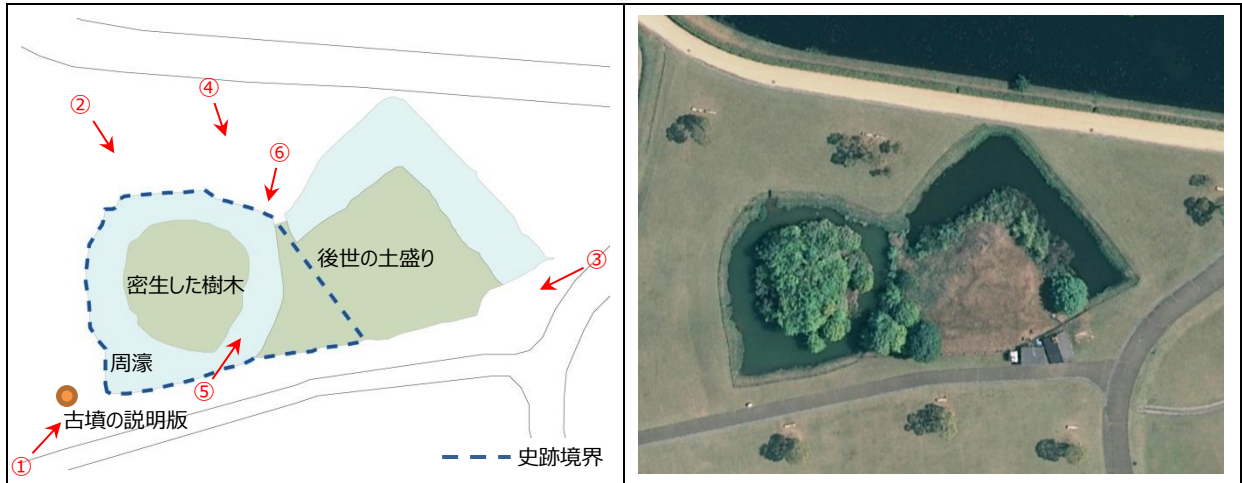 ②
④
⑥
③
後世の土盛り
密生した樹木
周濠
⑤
古墳の説明版
①
史跡境界